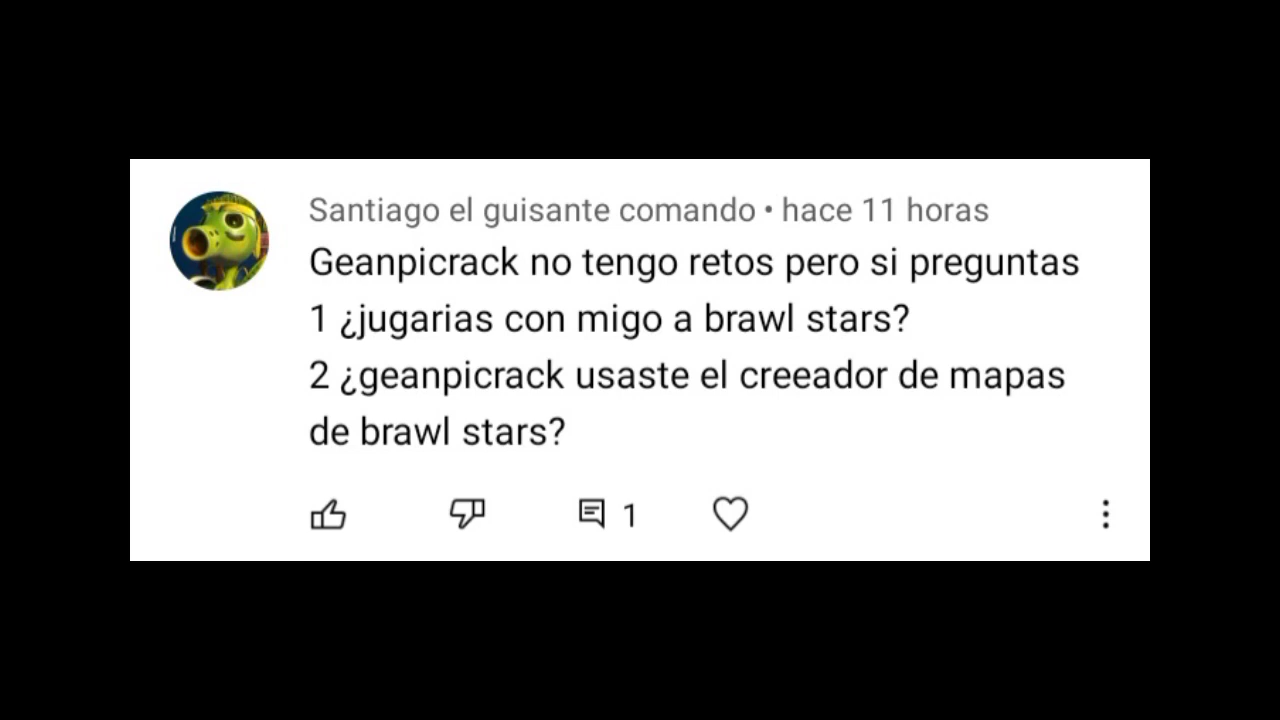 Santiago el guisante comando • hace 11 horas
Geanpicrack no tengo retos pero si preguntas
1 ¿jugarias con migo a brawl stars?
2 ¿geanpicrack usaste el creeador de mapas
de brawl stars?
1